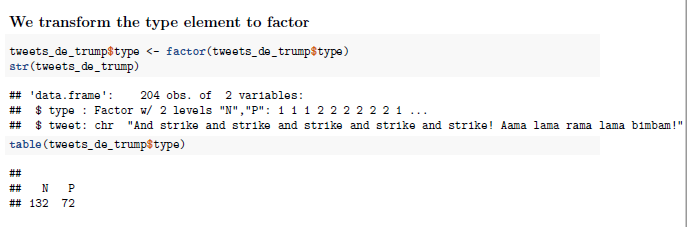 We transform the type element to factor
tweets_de_trump$type <- factor(tweets_de_trump$type)
str(tweets_de_trump)
## 'data.frame':    204 obs. of  2 variables:
##  $ type : Factor w/ 2 levels "N","P": 1 1 1 2 2 2 2 2 2 1 ...
##  $ tweet: chr  "And strike and strike and strike and strike and strike! Aama lama rama lama bimbam!"
table(tweets_de_trump$type)
##
##   N   P
## 132  72